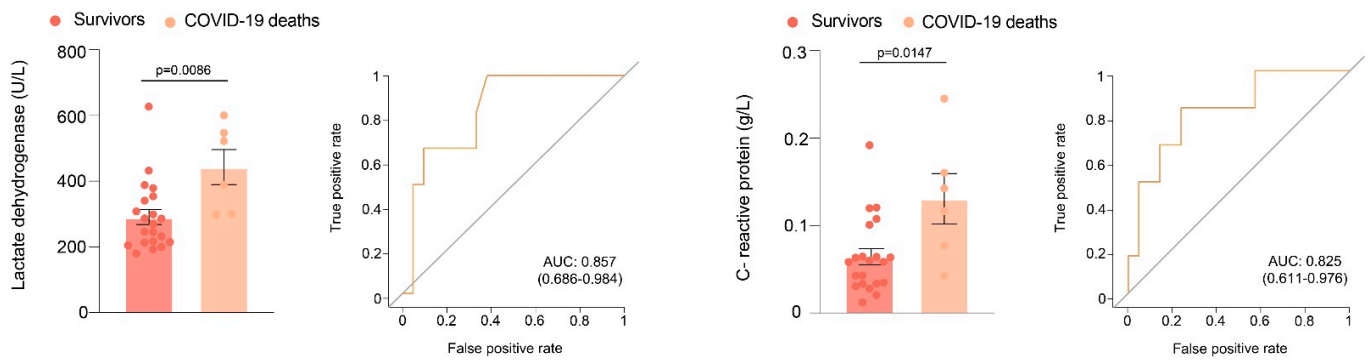 Survivors COVID-19 deaths
Lactate dehydrogenase (U/L)
800
600
400
200
0
p=0.0086
True positive rate
1
0.8
0.6
0.4
0.2
0
AUC: 0.857
(0.686-0.984)
0 0.2 0.4 0.6 0.8 1
False positive rate
Survivors COVID-19 deaths
C- reactive protein (g/L)
0.3
0.2
0.1
0
p=0.0147
True positive rate
1
0.8
0.6
0.4
0.2
0
AUC: 0.825
(0.611-0.976)
0 0.2 0.4 0.6 0.8 1
False positive rate